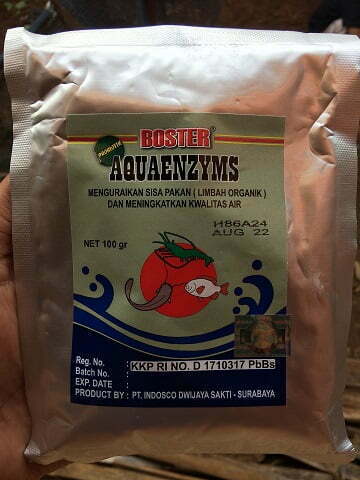 PROBIOTIK
BOSTER®
AQUAENZYMS
MENGURAIKAN SISA PAKAN ( LIMBAH ORGANIK )
DAN MENINGKATKAN KWALITAS AIR
H86A24
AUG 22
NET 100 gr
Reg. No. : KKP RI NO. D 1710317 PbBs
Batch No. :
EXP. DATE :
PRODUCT BY : PT. INDOSCO DWIJAYA SAKTI - SURABAYA